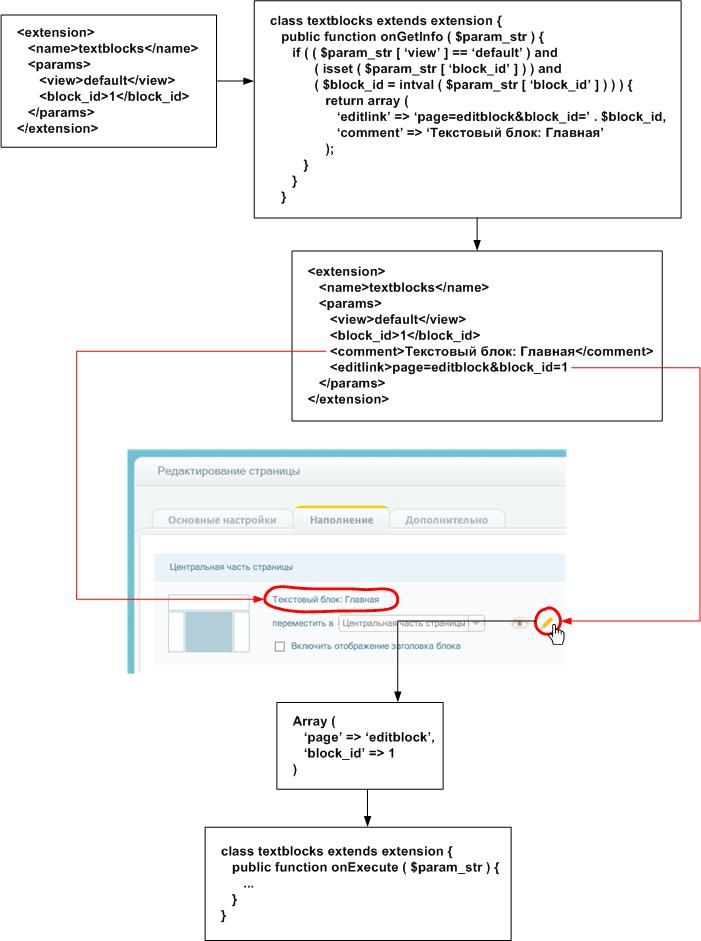 <extension>
<name>textblocks</name>
<params>
<view>default</view>
<block_id>1</block_id>
</params>
</extension>
class textblocks extends extension {
public function onGetInfo ( $param_str ) {
if ( ( $param_str [ ‘view’ ] == ‘default’ ) and
( isset ( $param_str [ ‘block_id’ ] ) ) and
( $block_id = intval ( $param_str [ ‘block_id’ ] ) ) ) {
return array (
‘editlink’ => ‘page=editblock&block_id=’ . $block_id,
‘comment’ => ‘Текстовый блок: Главная’
);
}
}
}
<extension>
<name>textblocks</name>
<params>
<view>default</view>
<block_id>1</block_id>
<comment>Текстовый блок: Главная</comment>
<editlink>page=editblock&block_id=1
</params>
</extension>
Редактирование страницы
Основные настройки
Наполнение
Дополнительно
Центральная часть страницы
Текстовый блок: Главная
переместить в Центральная часть страницы
Включить отображение заголовка блока
Array (
‘page’ => ‘editblock’,
‘block_id’ => 1
)
class textblocks extends extension {
public function onExecute ( $param_str ) {
...
}
}